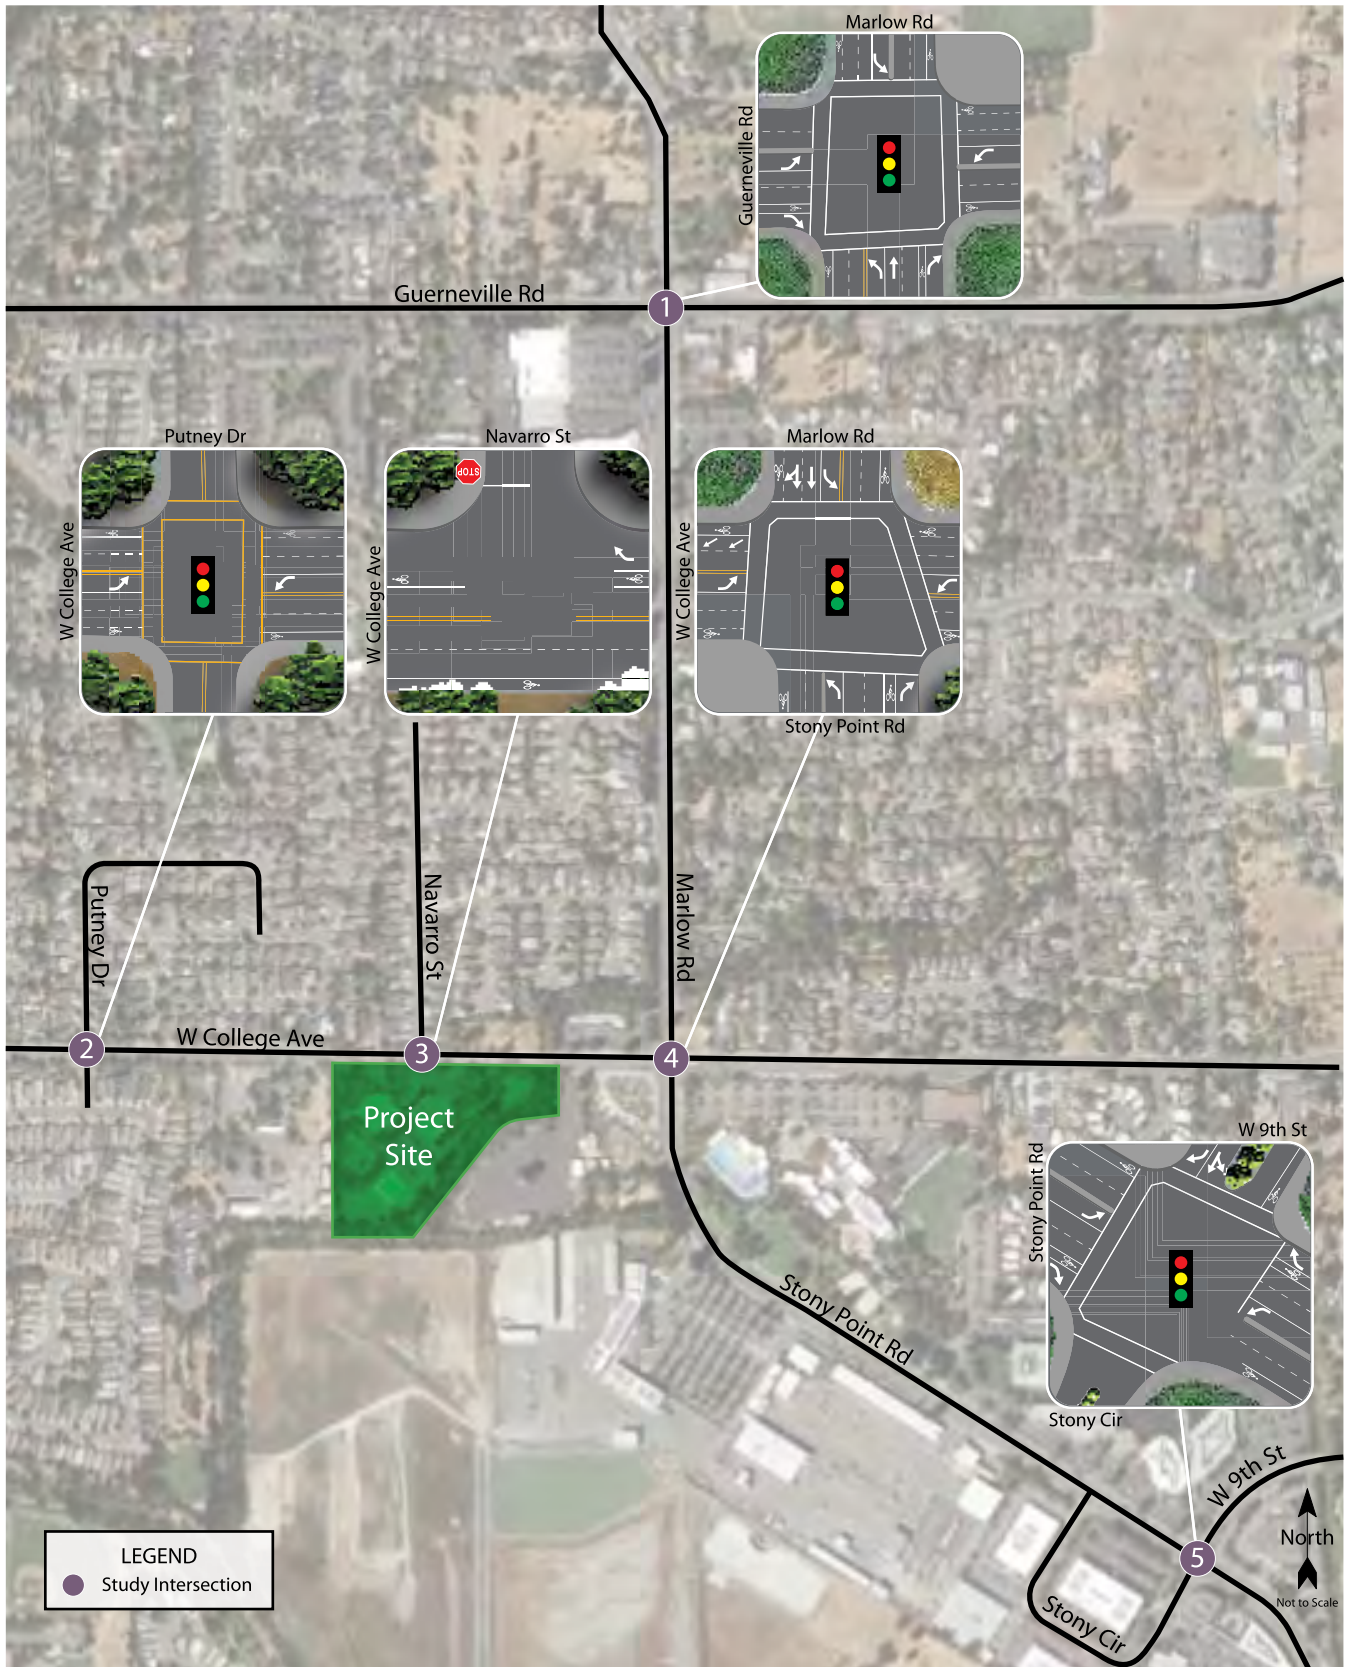 Marlow Rd
Guerneville Rd
Guerneville Rd
1
Putney Dr
Navarro St
Marlow Rd
W College Ave
STOP
W College Ave
W College Ave
Stony Point Rd
Putney Dr
Navarro St
Marlow Rd
W College Ave
2
3
4
Project
Site
W 9th St
Stony Point Rd
Stony Cir
Stony Point Rd
W 9th St
North
Not to Scale
5
Stony Cir
LEGEND
Study Intersection